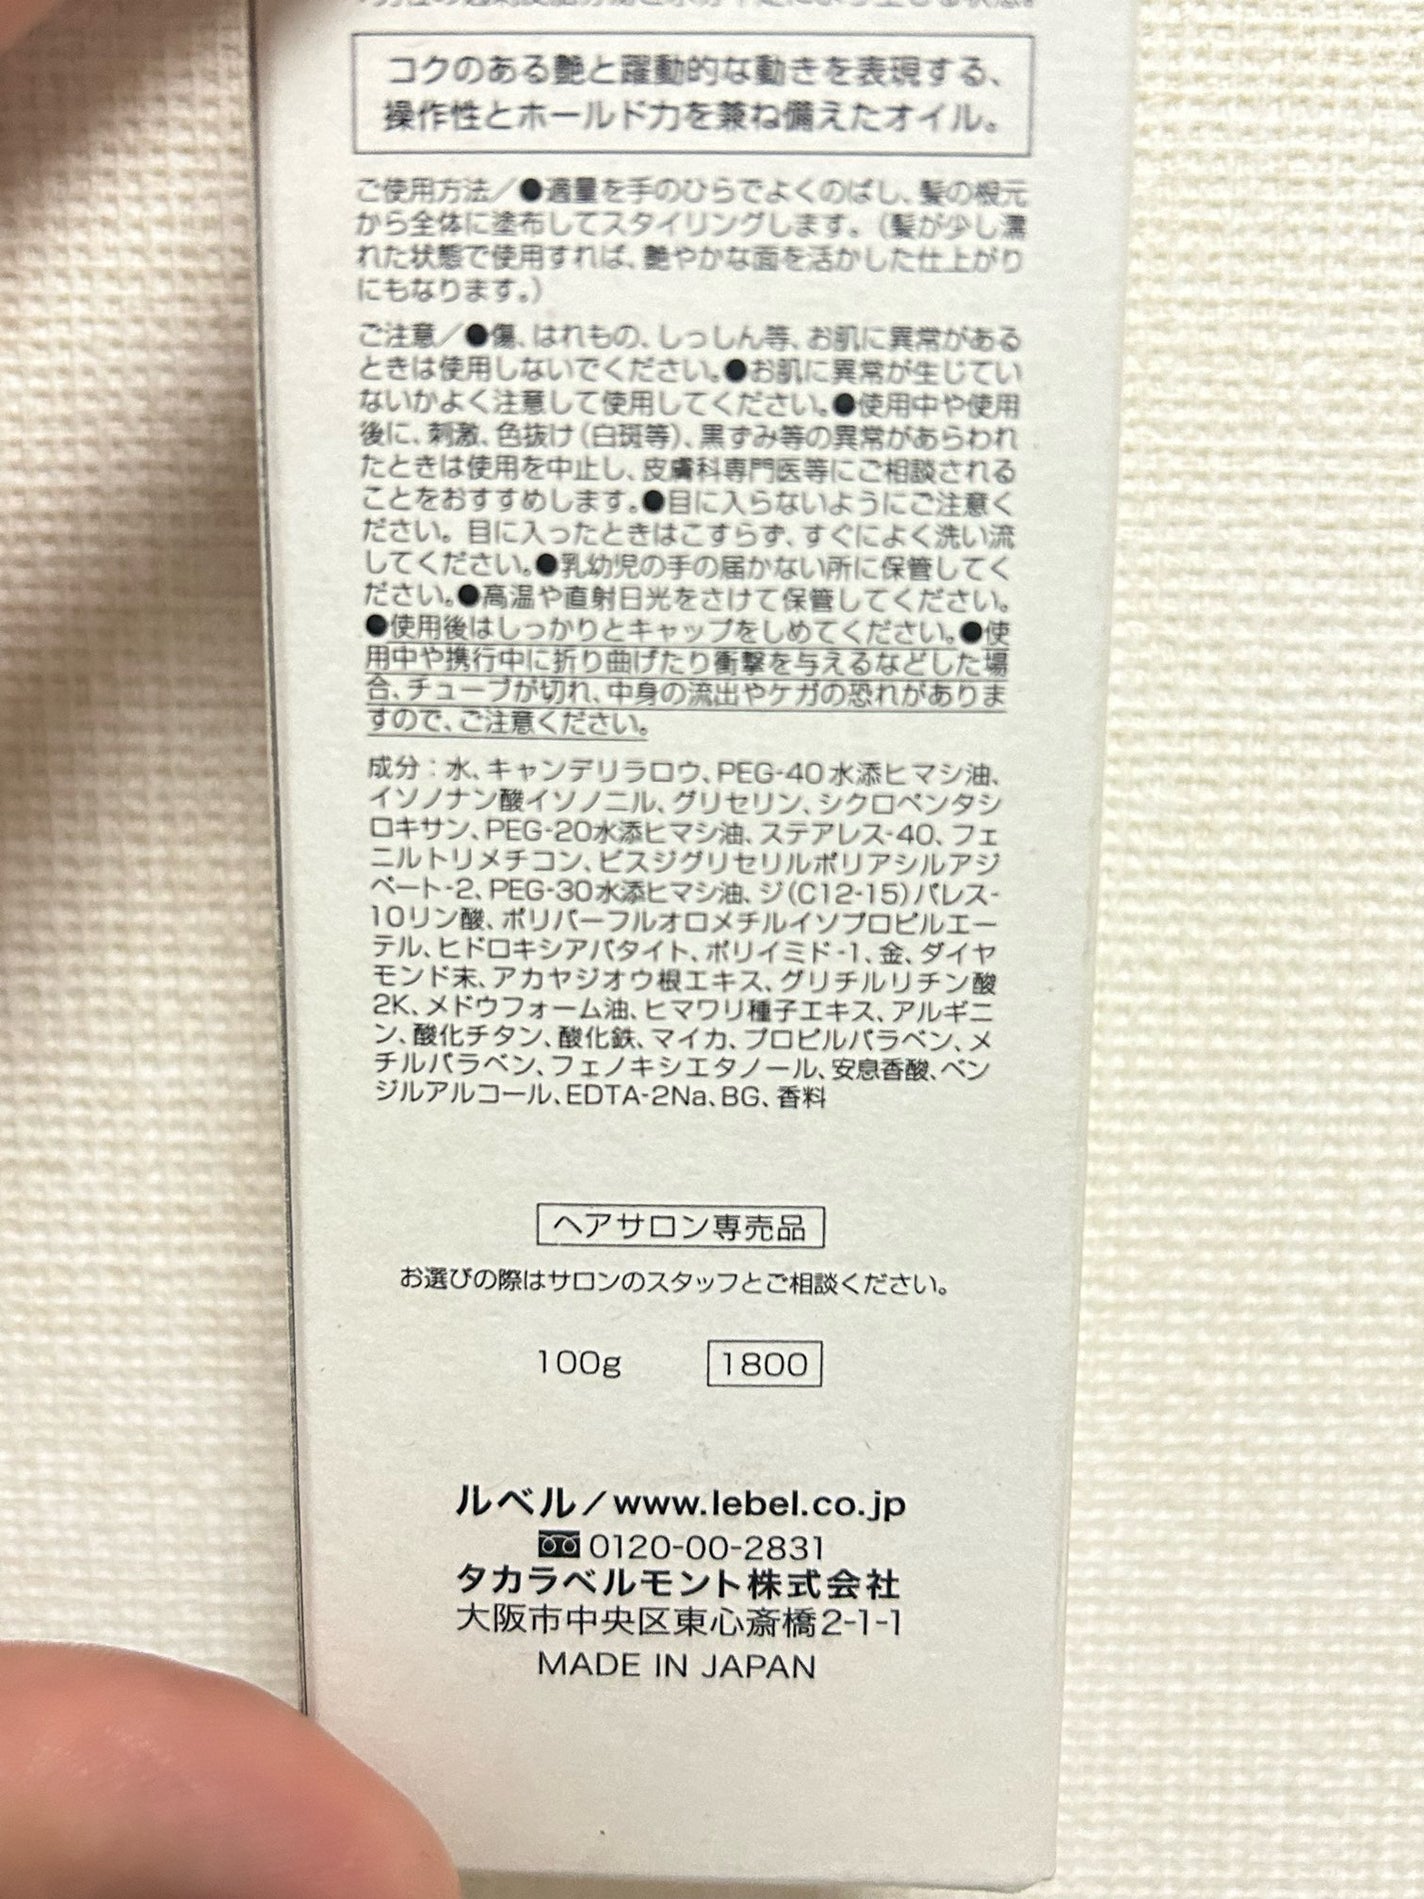 コクのある艶と躍動的な動きを表現する、
操作性とホールド力を兼ね備えたオイル。
ご使用方法／●適量を手のひらでよくのばし、髪の根元
から全体に塗布してスタイリングします。（髪が少し濡
れた状態で使用すれば、艶やかな面を活かした仕上がり
にもなります。）
ご注意／●傷、はれもの、しっしん等、お肌に異常がある
ときは使用しないでください。●お肌に異常が生じてい
ないかよく注意して使用してください。●使用中や使用
後に、刺激、色抜け（白斑等）、黒ずみ等の異常があらわれ
たときは使用を中止し、皮膚科専門医等にご相談される
ことをおすすめします。●目に入らないようにご注意く
ださい。目に入ったときはこすらず、すぐによく洗い流
してください。●乳幼児の手の届かない所に保管してく
ださい。●高温や直射日光をさけて保管してください。
●使用後はしっかりとキャップをしめてください。●使
用中や携行中に折り曲げたり衝撃を与えるなどした場
合、チューブが切れ、中身の流出やケガの恐れがありま
すので、ご注意ください。
成分：水、キャンデリラロウ、PEG-40水添ヒマシ油、
イソノナン酸イソノニル、グリセリン、シクロペンタシ
ロキサン、PEG-20水添ヒマシ油、ステアレス-40、フェ
ニルトリメチコン、ビスジグリセリルポリアシルアジ
ペート-2、PEG-30水添ヒマシ油、ジ（C12-15）パレス-
10リン酸、ポリパーフルオロメチルイソプロピルエー
テル、ヒドロキシアパタイト、ポリイミド-1、金、ダイヤ
モンド末、アカヤジオウ根エキス、グリチルリチン酸
2K、メドウフォーム油、ヒマワリ種子エキス、アルギニ
ン、酸化チタン、酸化鉄、マイカ、プロピルパラベン、メ
チルパラベン、フェノキシエタノール、安息香酸、ベン
ジルアルコール、EDTA-2Na、BG、香料
ヘアサロン専売品
お選びの際はサロンのスタッフとご相談ください。
100g 1800
ルベル／www.lebel.co.jp
0120-00-2831
タカラベルモント株式会社
大阪市中央区東心斎橋2-1-1
MADE IN JAPAN